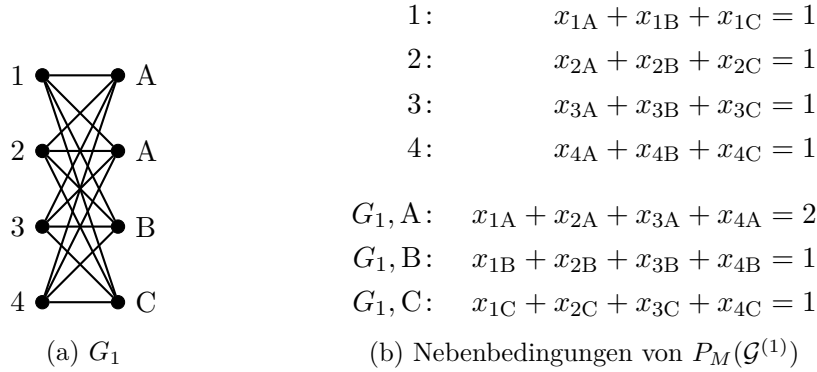 1 A
2 A
3 B
4 C
(a) G₁
1: x₁A + x₁B + x₁C = 1
2: x₂A + x₂B + x₂C = 1
3: x₃A + x₃B + x₃C = 1
4: x₄A + x₄B + x₄C = 1
G₁, A: x₁A + x₂A + x₃A + x₄A = 2
G₁, B: x₁B + x₂B + x₃B + x₄B = 1
G₁, C: x₁C + x₂C + x₃C + x₄C = 1
(b) Nebenbedingungen von P_M(𝒢⁽¹⁾)